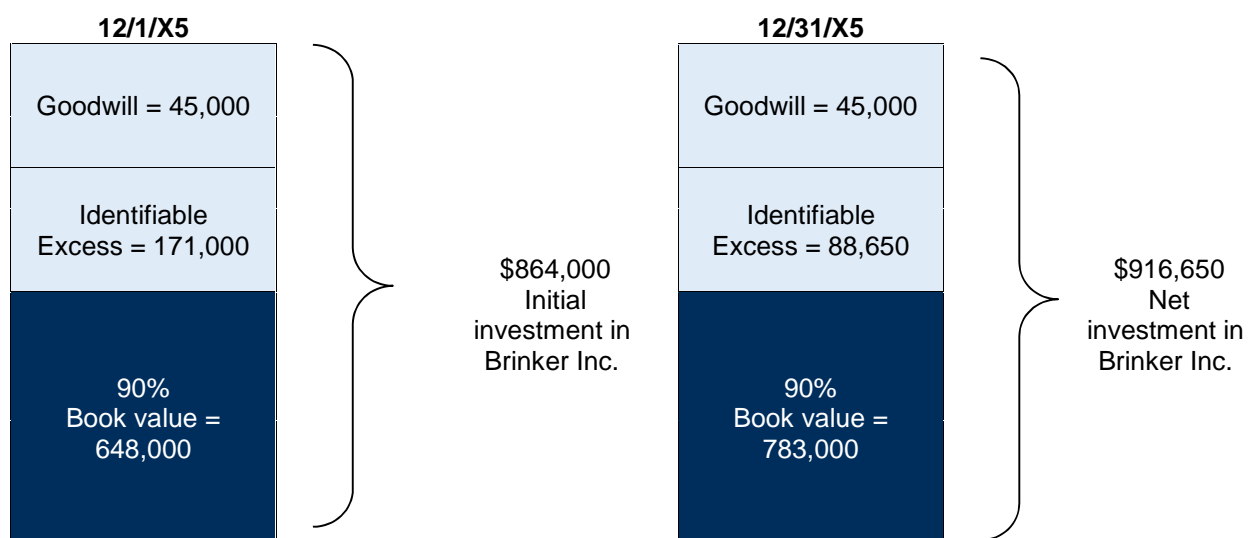 12/1/X5
Goodwill = 45,000
Identifiable
Excess = 171,000
90%
Book value =
648,000
$864,000
Initial
investment in
Brinker Inc.
12/31/X5
Goodwill = 45,000
Identifiable
Excess = 88,650
90%
Book value =
783,000
$916,650
Net
investment in
Brinker Inc.